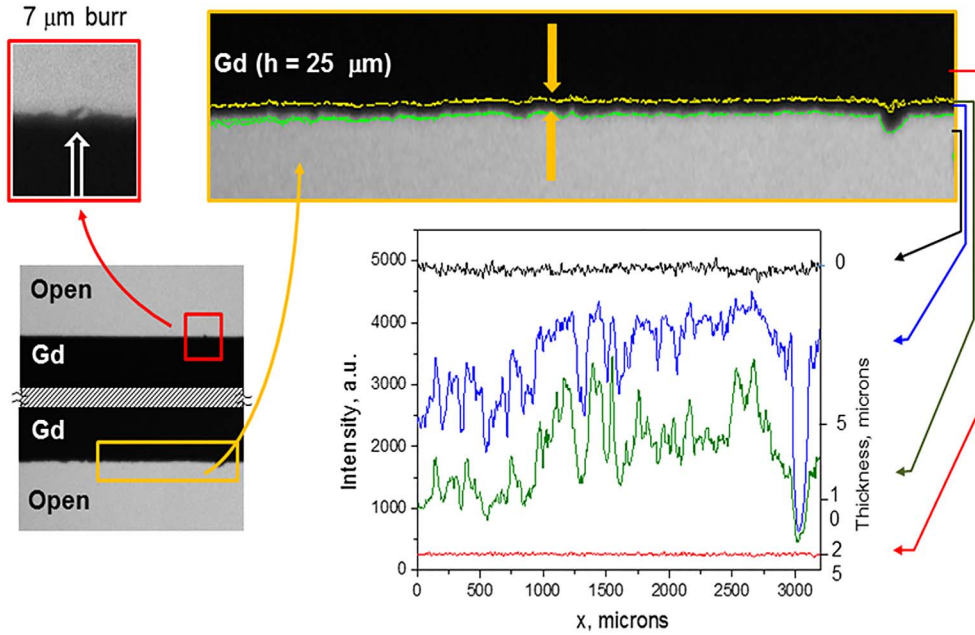 7 μm burr
Gd (h = 25 μm)
Open
Gd
Gd
Open
Intensity, a.u.
5000
4000
3000
2000
1000
0
0
500
1000
1500
2000
2500
3000
x, microns
0
5
1
0
2
5
Thickness, microns